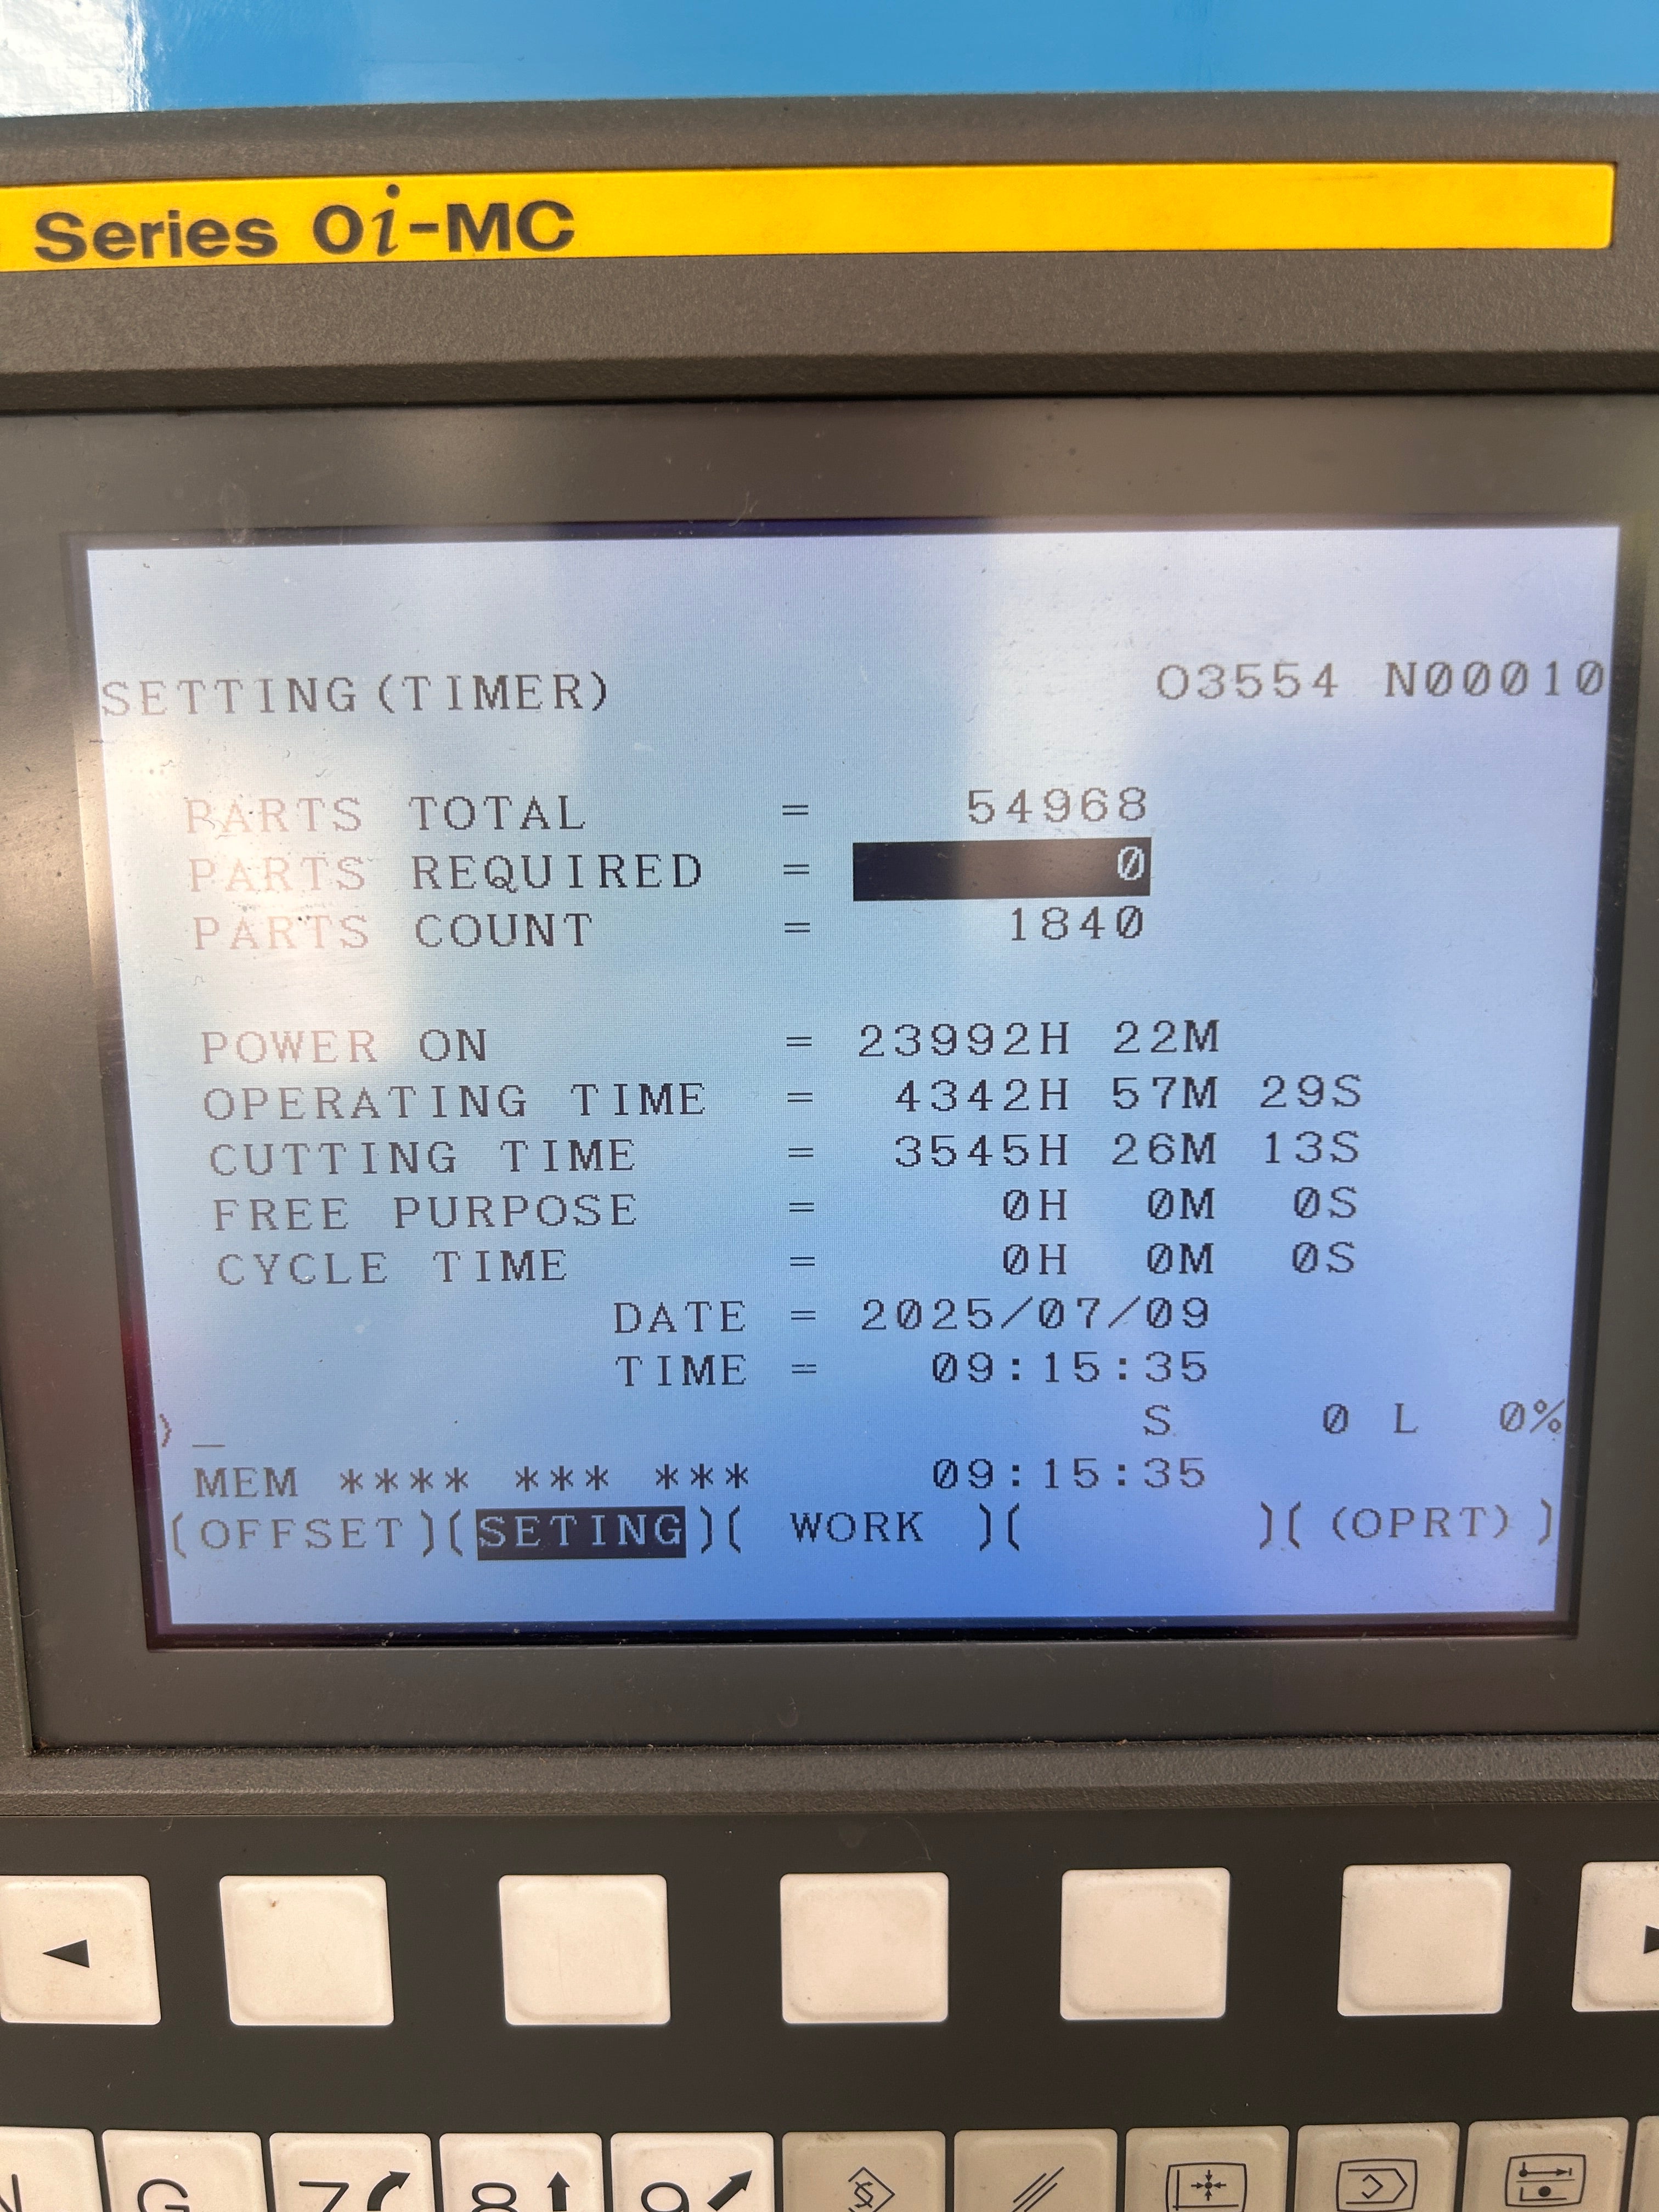 Series 0i-MC
SETTING(TIMER) O3554 N00010
PARTS TOTAL = 54968
PARTS REQUIRED = 0
PARTS COUNT = 1840
POWER ON = 23992H 22M
OPERATING TIME = 4342H 57M 29S
CUTTING TIME = 3545H 26M 13S
FREE PURPOSE = 0H 0M 0S
CYCLE TIME = 0H 0M 0S
DATE = 2025/07/09
TIME = 09:15:35
S 0 L 0%
>_
MEM **** *** *** 09:15:35
(OFFSET)(SETING)( WORK )( )( (OPRT) )
G 7 8 9